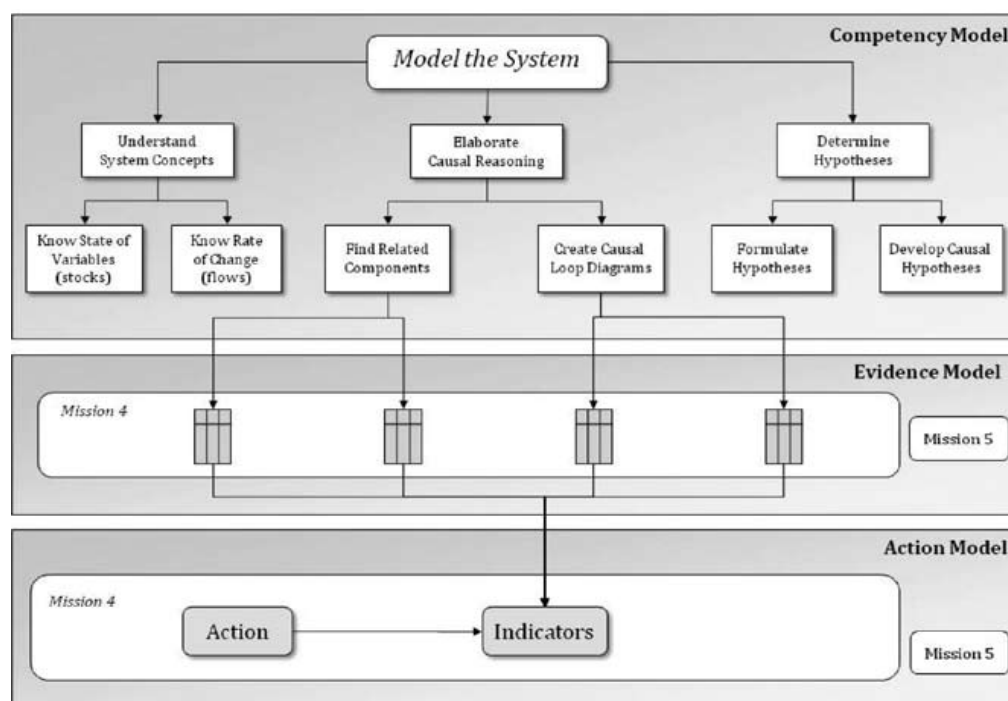 Competency Model
Model the System
Understand
System Concepts
Elaborate
Causal Reasoning
Determine
Hypotheses
Know State of
Variables
(stocks)
Know Rate
of Change
(flows)
Find Related
Components
Create Causal
Loop Diagrams
Formulate
Hypotheses
Develop Causal
Hypotheses
Evidence Model
Mission 4
Mission 5
Action Model
Mission 4
Action
Indicators
Mission 5